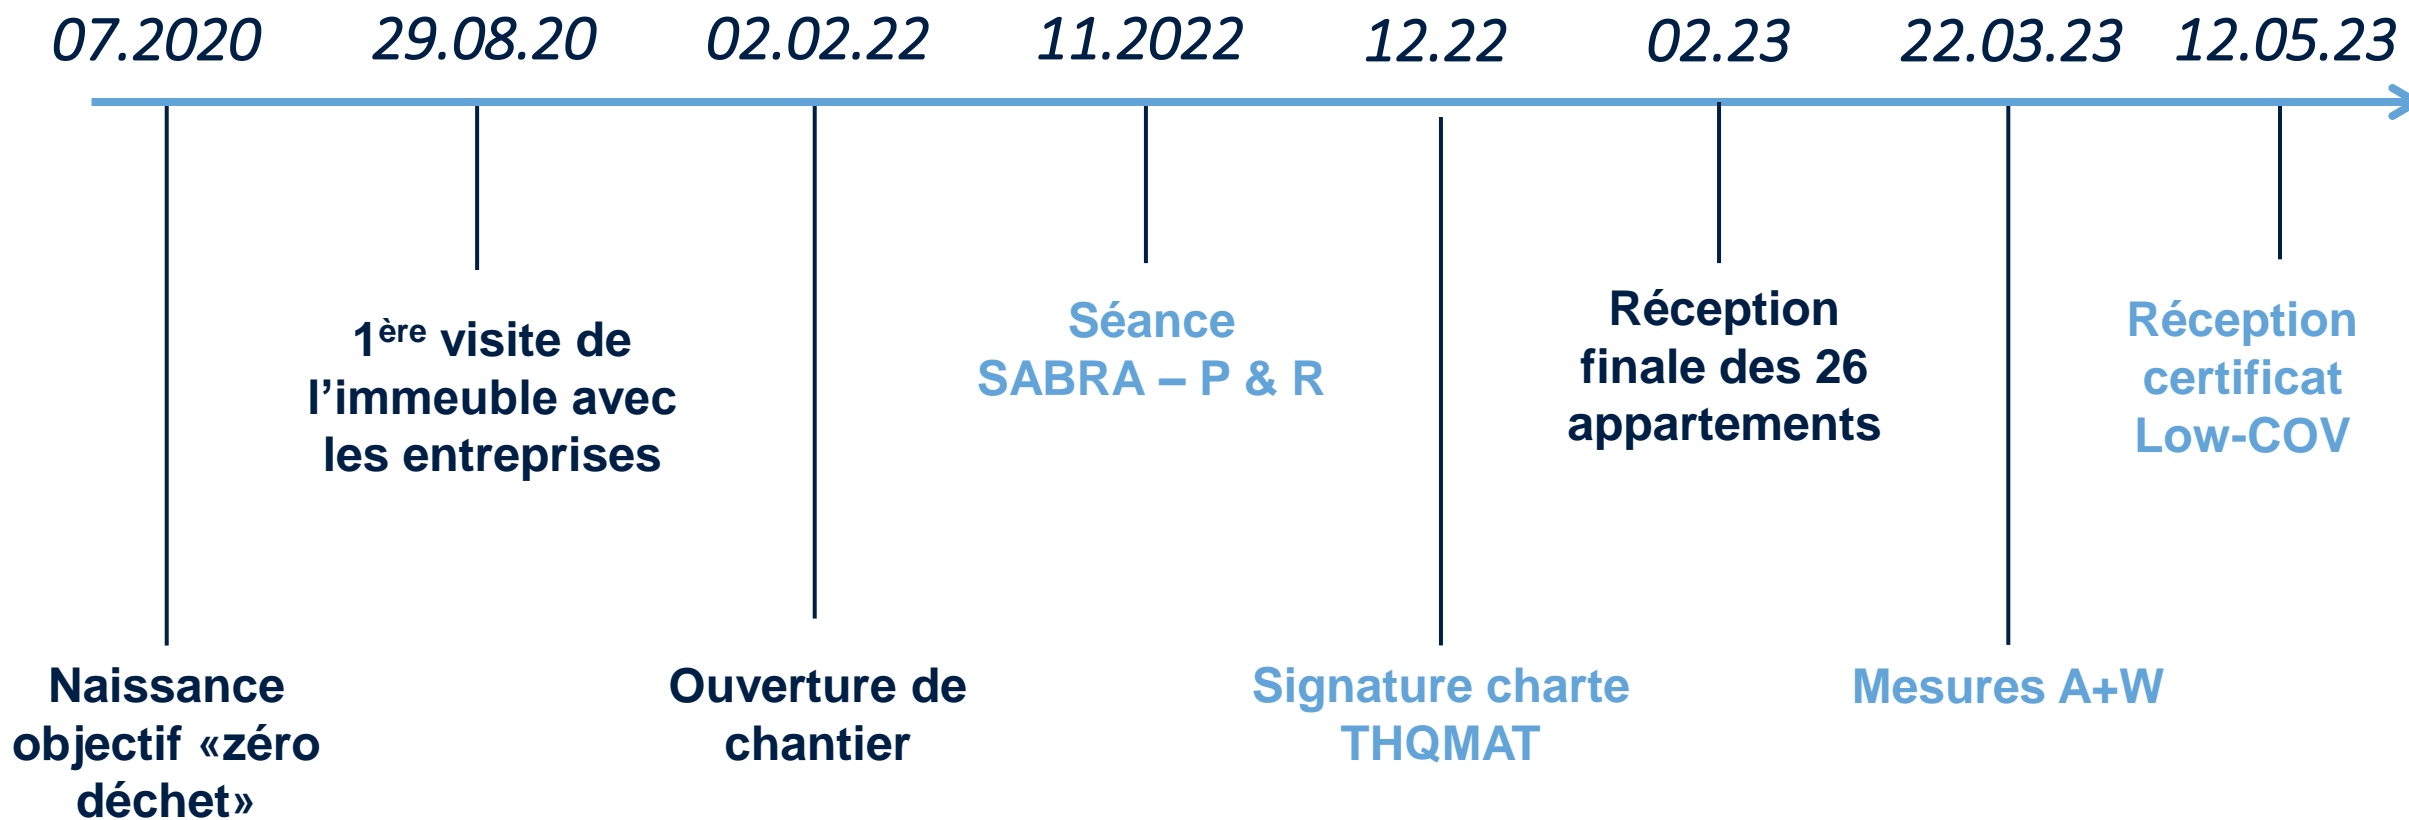 07.2020
29.08.20
02.02.22
11.2022
12.22
02.23
22.03.23
12.05.23
1ère visite de
l’immeuble avec
les entreprises
Séance
SABRA – P & R
Réception
finale des 26
appartements
Réception
certificat
Low-COV
Naissance
objectif «zéro
déchet»
Ouverture de
chantier
Signature charte
THQMAT
Mesures A+W